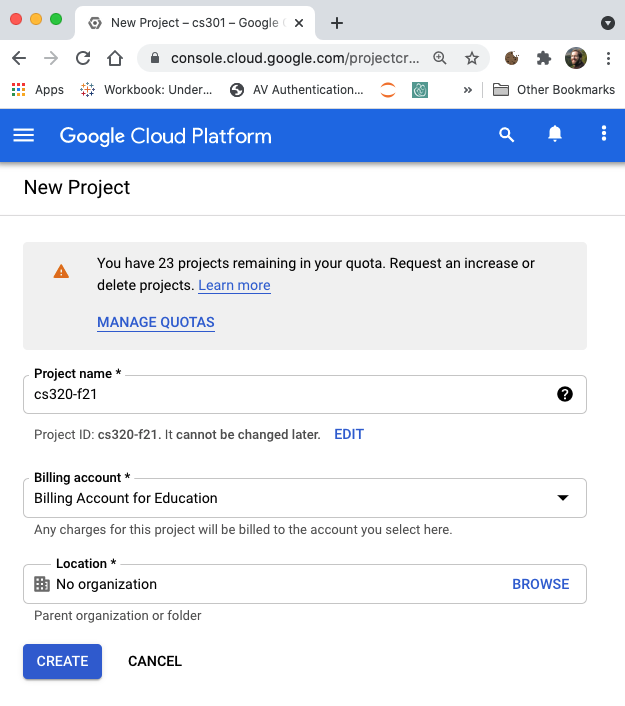 New Project – cs301 – Google
console.cloud.google.com/projectcr...
Apps
Workbook: Under...
AV Authentication...
»
Other Bookmarks
Google Cloud Platform
New Project
You have 23 projects remaining in your quota. Request an increase or
delete projects. Learn more
MANAGE QUOTAS
Project name *
cs320-f21
Project ID: cs320-f21. It cannot be changed later. EDIT
Billing account *
Billing Account for Education
Any charges for this project will be billed to the account you select here.
Location *
No organization BROWSE
Parent organization or folder
CREATE CANCEL